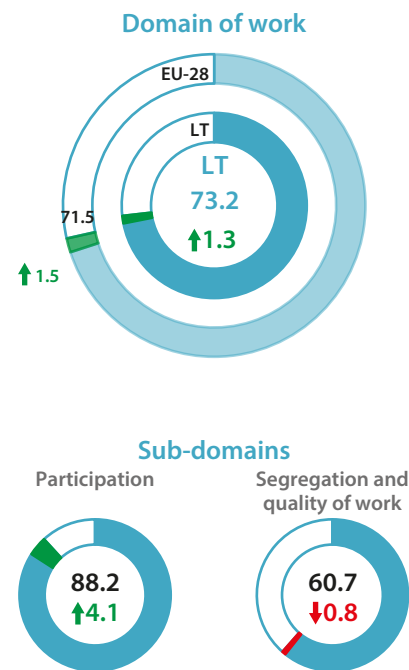 Domain of work
EU-28
LT
LT
73.2
↑1.3
71.5
↑ 1.5
Sub-domains
Participation
88.2
↑4.1
Segregation and
quality of work
60.7
↓0.8